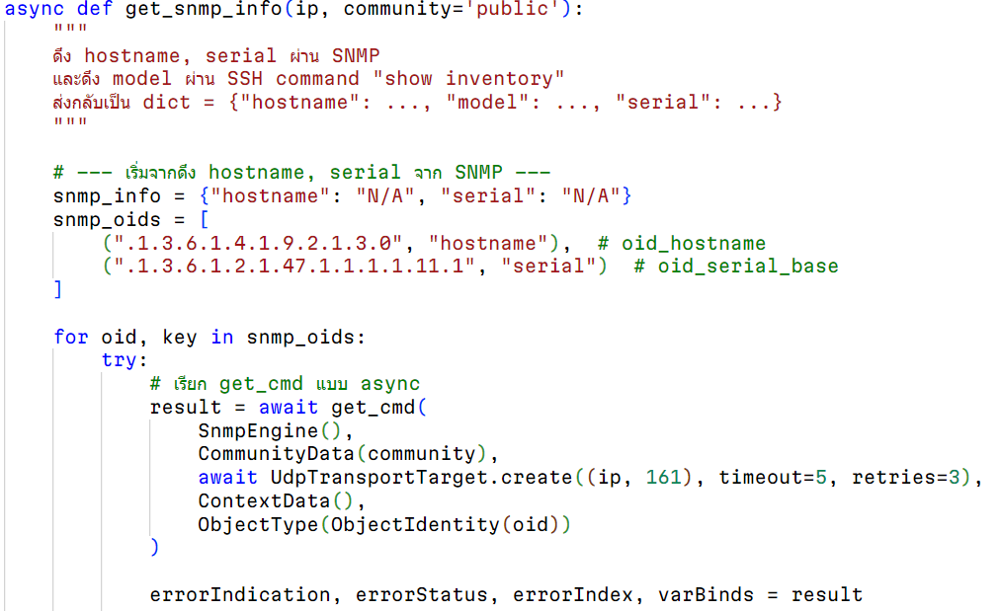 async def get_snmp_info(ip, community='public'):
"""
ดึง hostname, serial ผ่าน SNMP
และดึง model ผ่าน SSH command "show inventory"
ส่งกลับเป็น dict = {"hostname": ..., "model": ..., "serial": ...}
"""
# --- เริ่มจากดึง hostname, serial จาก SNMP ---
snmp_info = {"hostname": "N/A", "serial": "N/A"}
snmp_oids = [
(".1.3.6.1.4.1.9.2.1.3.0", "hostname"),  # oid_hostname
(".1.3.6.1.2.1.47.1.1.1.1.11.1", "serial")  # oid_serial_base
]
for oid, key in snmp_oids:
try:
# เรียก get_cmd แบบ async
result = await get_cmd(
SnmpEngine(),
CommunityData(community),
await UdpTransportTarget.create((ip, 161), timeout=5, retries=3),
ContextData(),
ObjectType(ObjectIdentity(oid))
)
errorIndication, errorStatus, errorIndex, varBinds = result